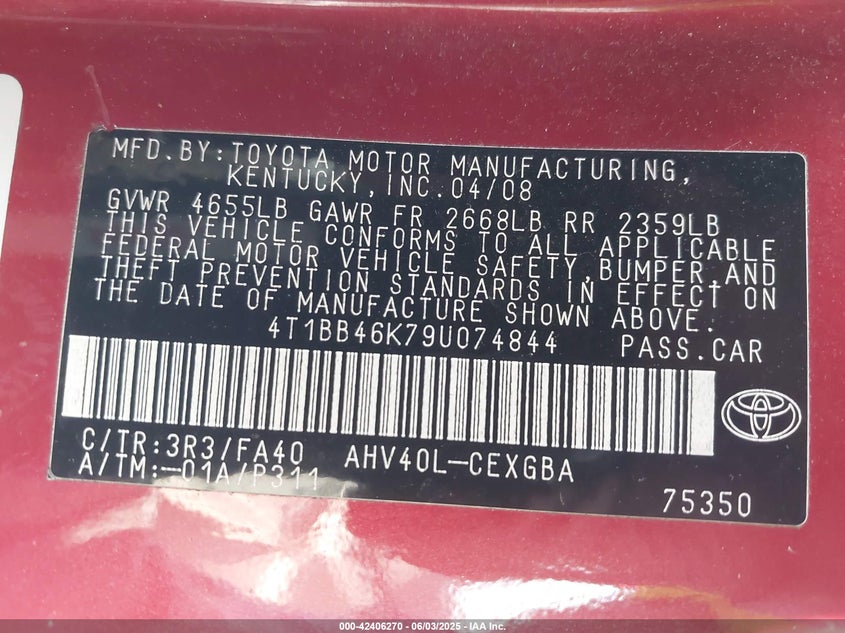 MFD.BY:TOYOTA MOTOR MANUFACTURING,
KENTUCKY,INC.04/08
GVWR 4655LB GAWR FR 2668LB RR 2359LB
THIS VEHICLE CONFORMS TO ALL APPLICABLE
FEDERAL MOTOR VEHICLE SAFETY,BUMPER,AND
THEFT PREVENTION STANDARDS IN EFFECT ON
THE DATE OF MANUFACTURE SHOWN ABOVE.
4T1BB46K79U074844 PASS.CAR
C/TR:3R3/FA40 AHV40L-CEXGBA
A/TM:-01A/P311
75350
000-42406270 - 06/03/2025 - IAA Inc.